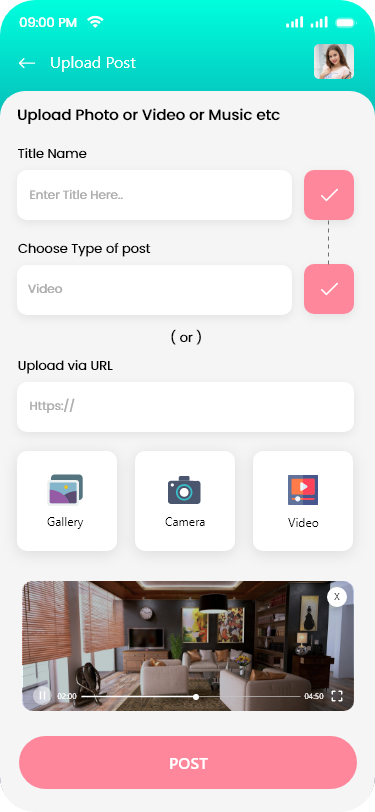 09:00 PM
Upload Post
Upload Photo or Video or Music etc
Title Name
Enter Title Here..
Choose Type of post
Video
( or )
Upload via URL
Https://
Gallery
Camera
Video
X
02:00
04:50
POST